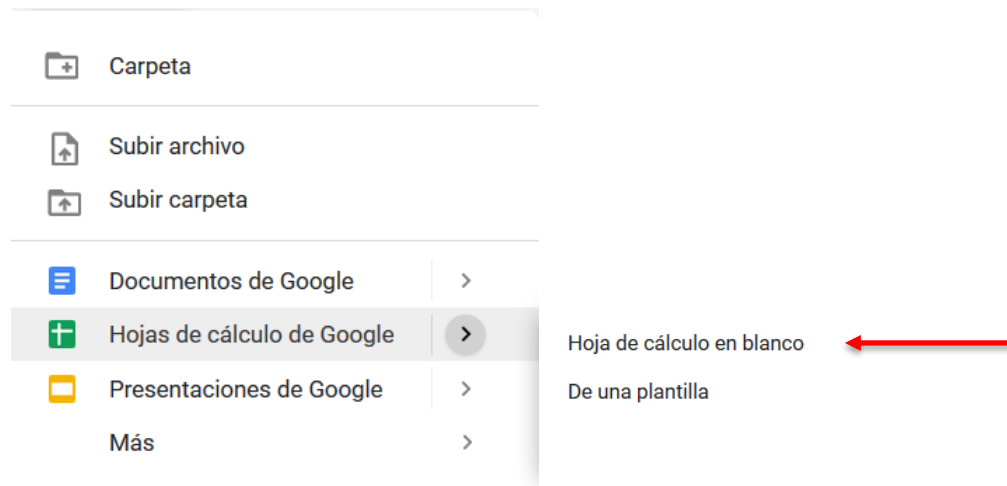 Carpeta
Subir archivo
Subir carpeta
Documentos de Google
Hojas de cálculo de Google
Hoja de cálculo en blanco
De una plantilla
Presentaciones de Google
Más